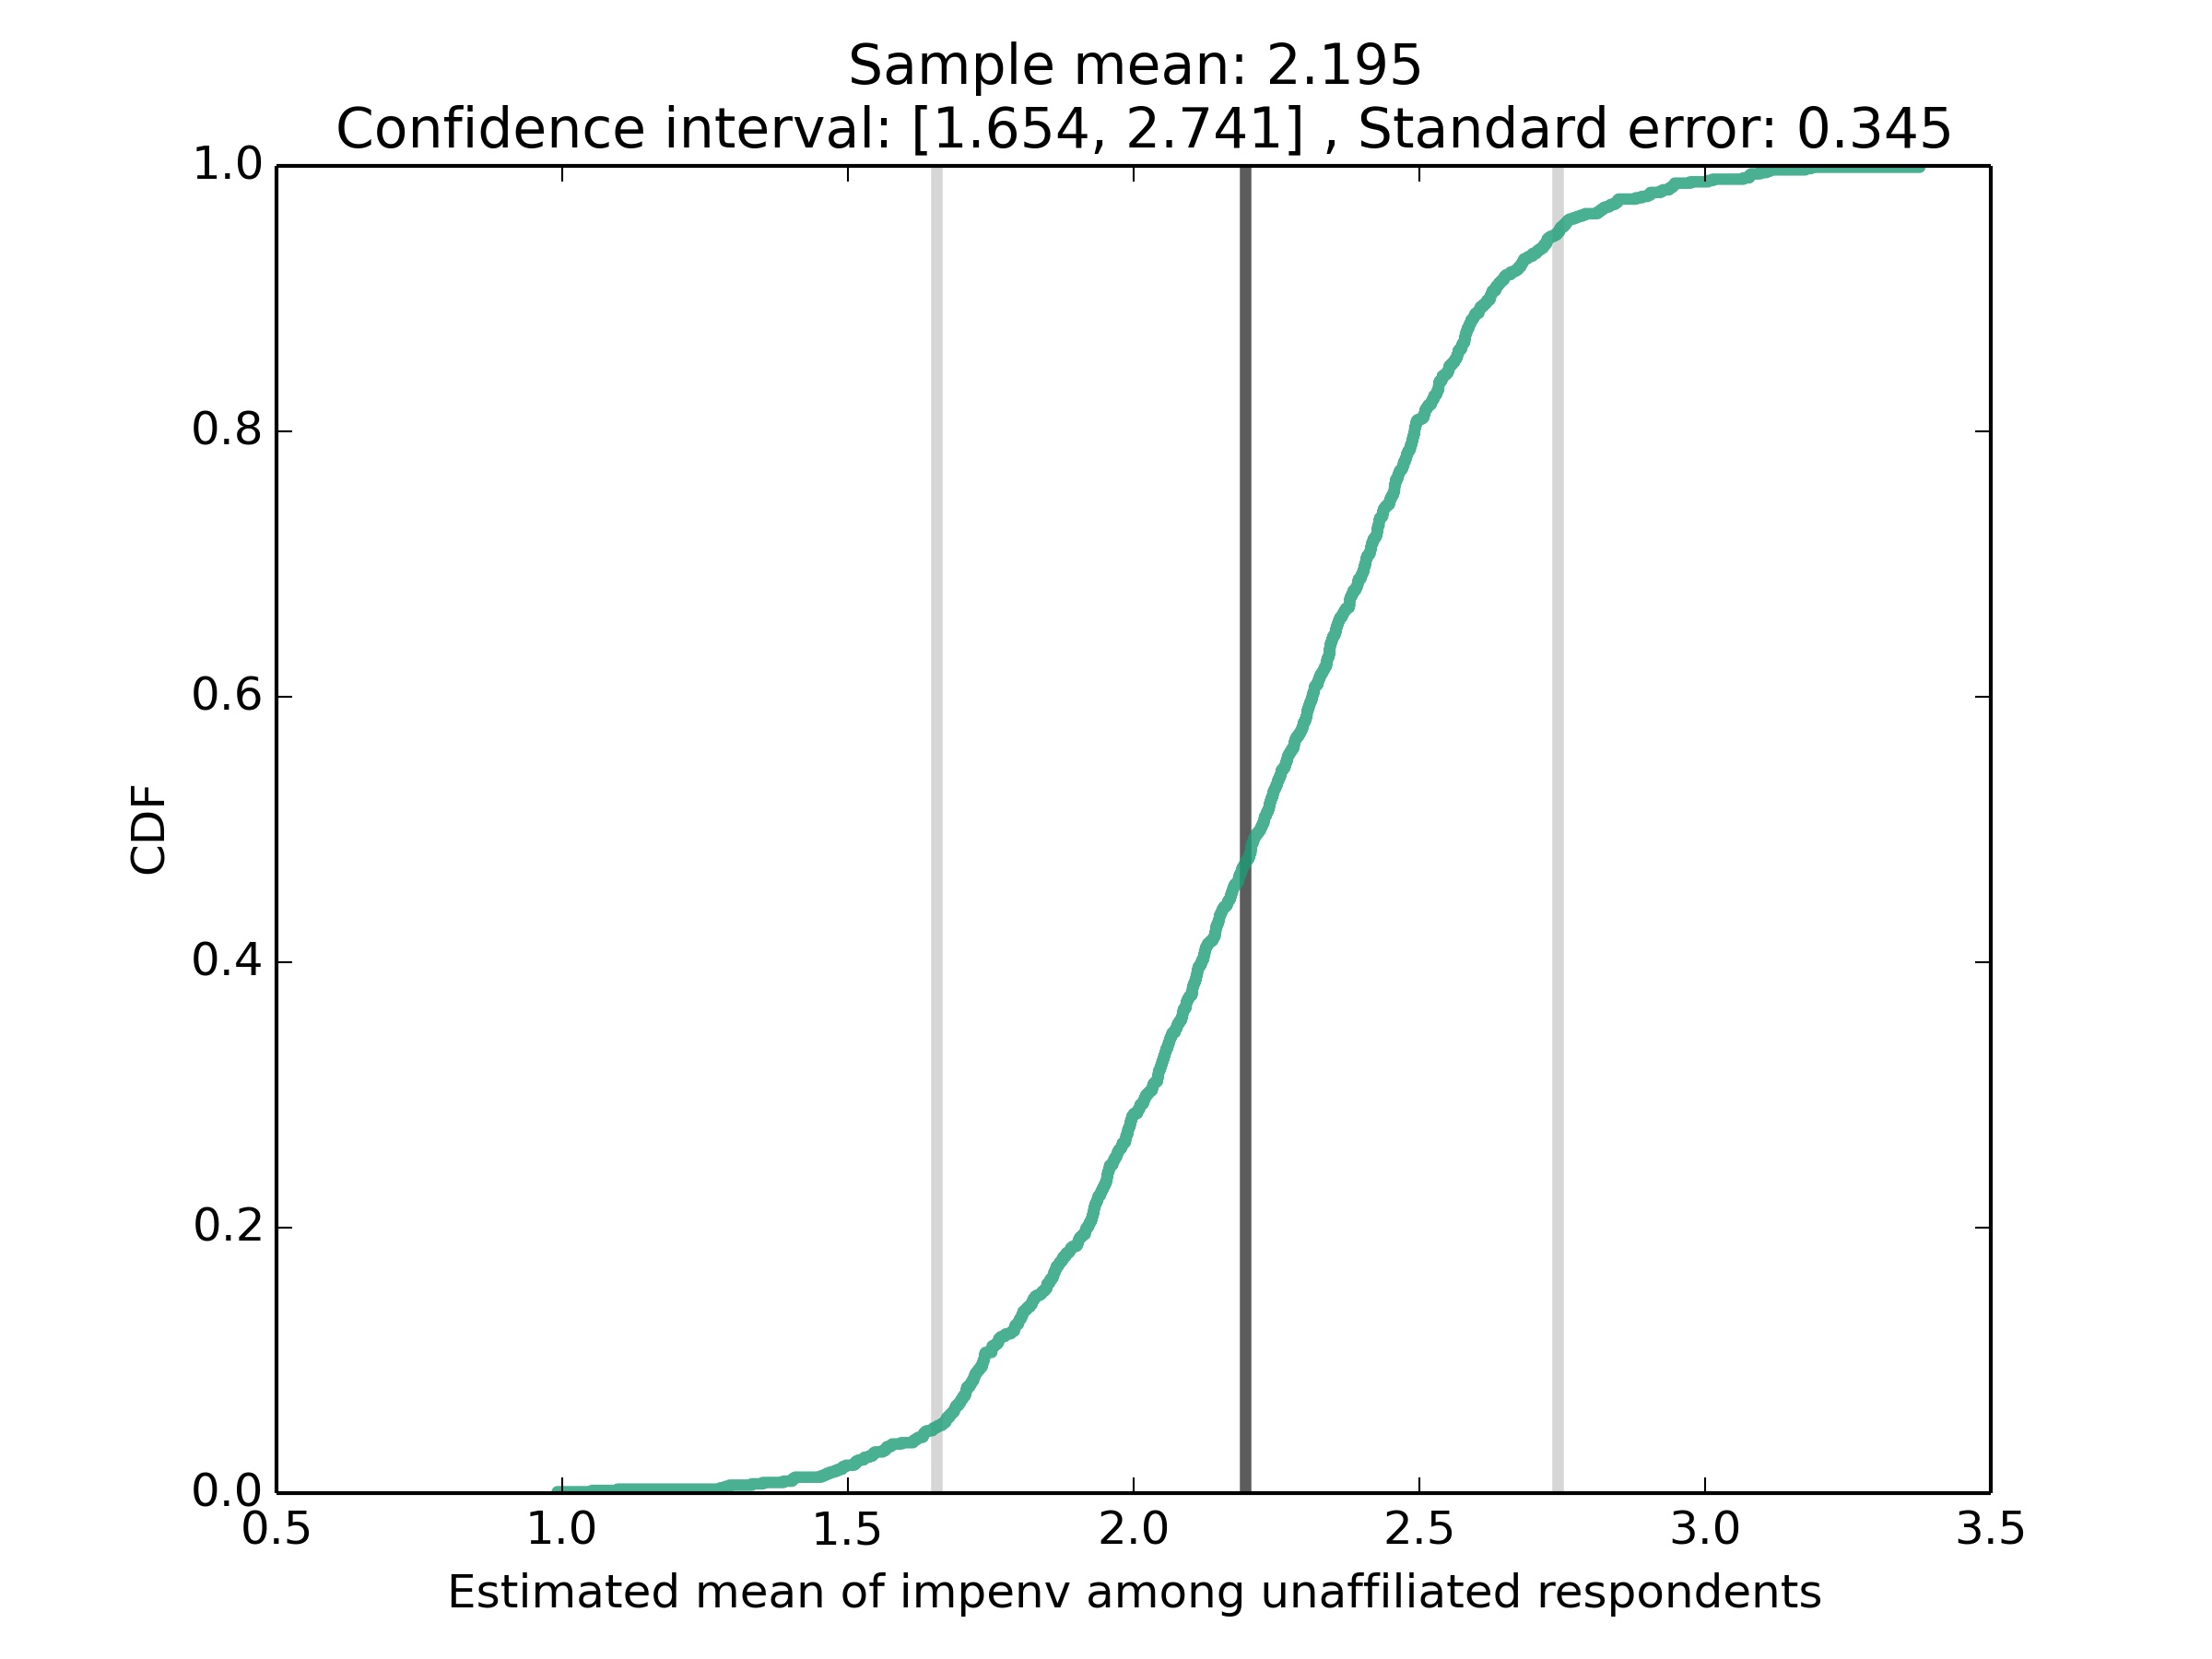 Sample mean: 2.195
Confidence interval: [1.654, 2.741] , Standard error: 0.345
1.0
0.8
0.6
0.4
0.2
0.0
CDF
0.5 1.0 1.5 2.0 2.5 3.0 3.5
Estimated mean of impenv among unaffiliated respondents